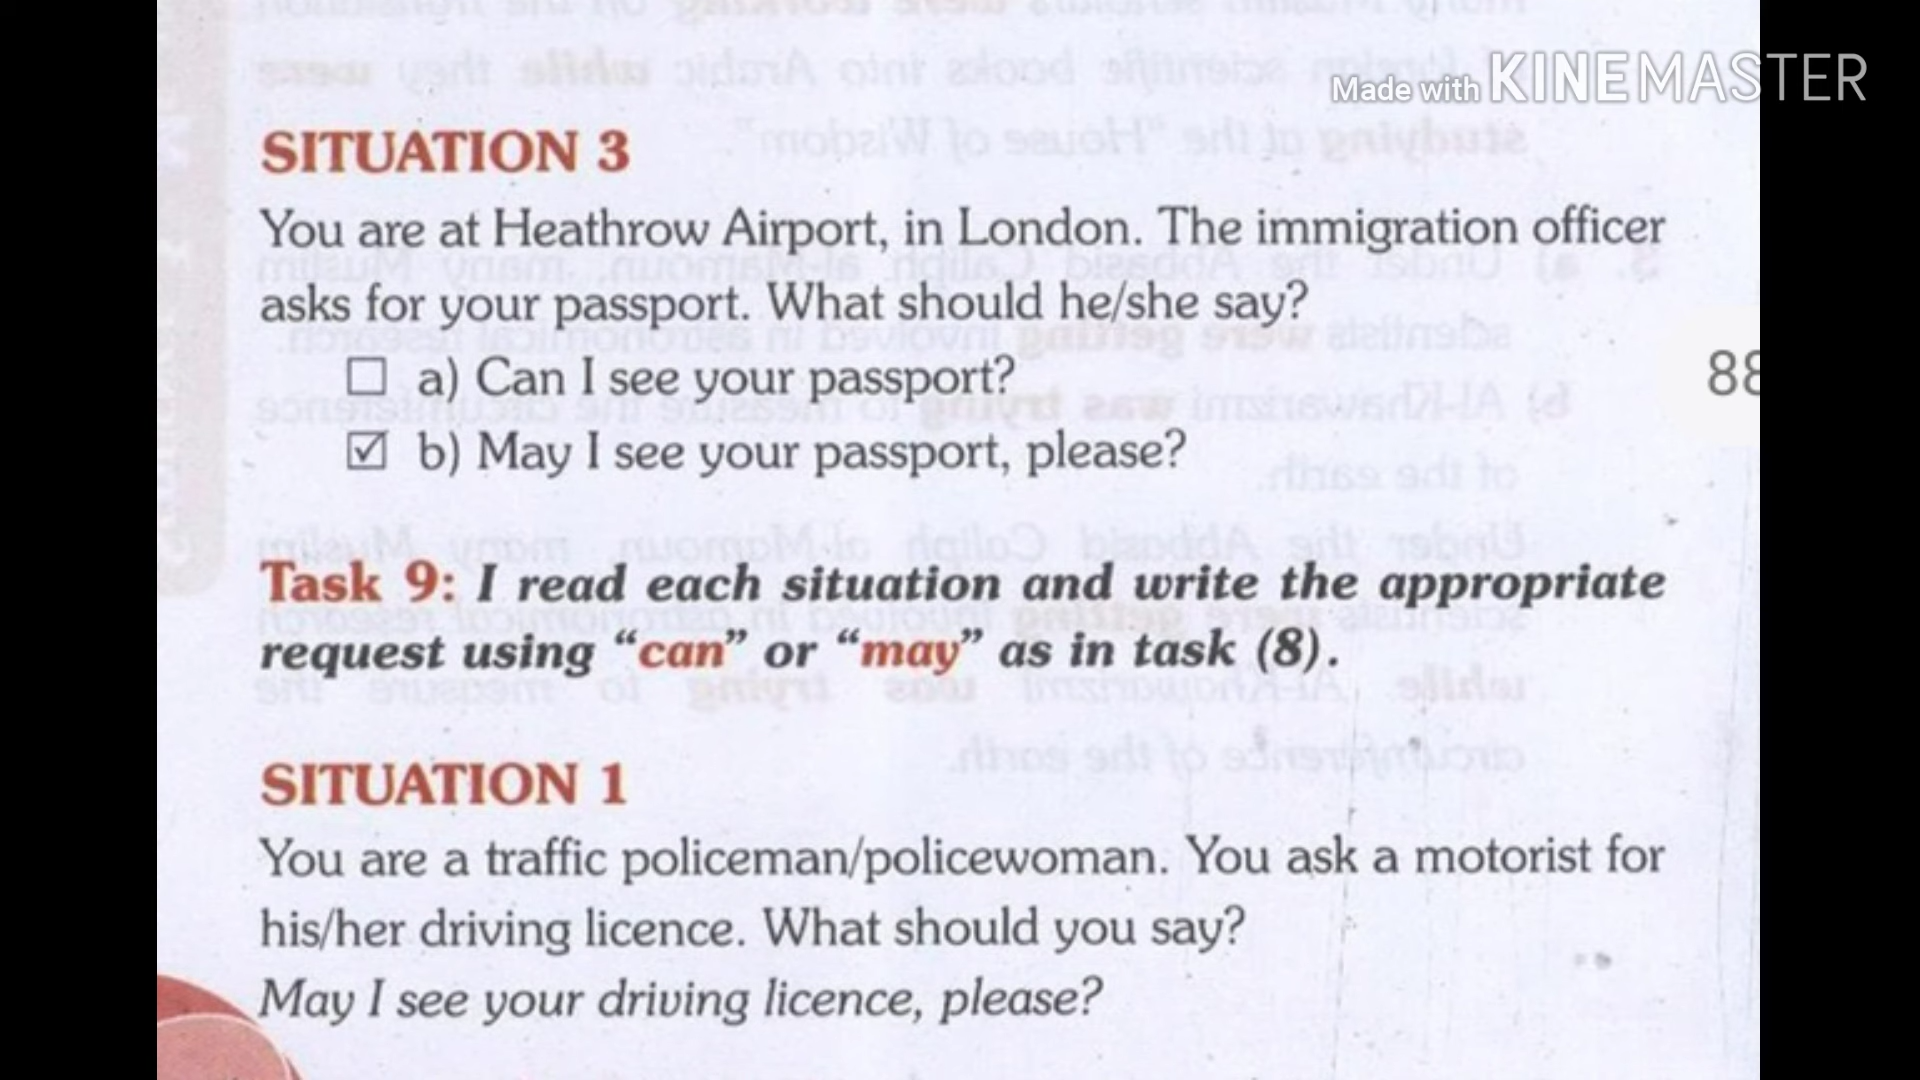 Made with KINEMASTER
SITUATION 3
You are at Heathrow Airport, in London. The immigration officer
asks for your passport. What should he/she say?
☐ a) Can I see your passport?
☑ b) May I see your passport, please?
88
Task 9: I read each situation and write the appropriate
request using “can” or “may” as in task (8).
SITUATION 1
You are a traffic policeman/policewoman. You ask a motorist for
his/her driving licence. What should you say?
May I see your driving licence, please?